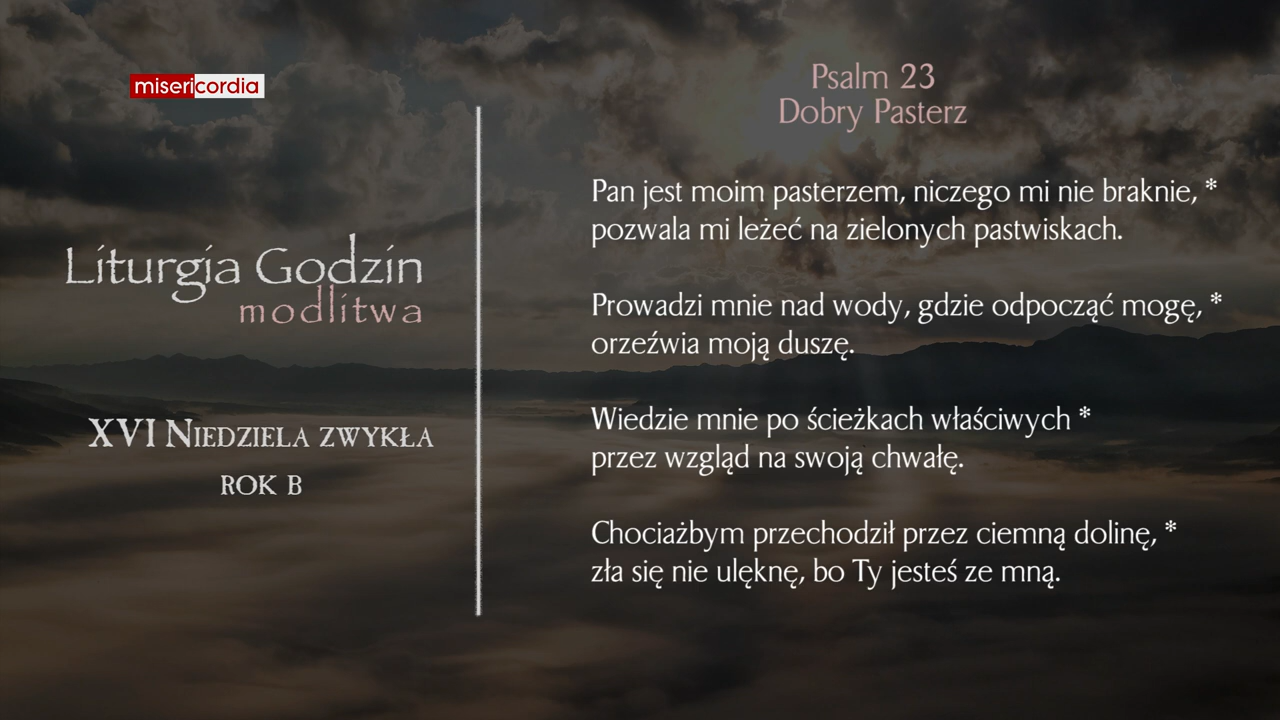 misericordia
Liturgia Godzin
modlitwa
XVI Niedziela zwykła
rok B
Psalm 23
Dobry Pasterz
Pan jest moim pasterzem, niczego mi nie braknie, *
pozwala mi leżeć na zielonych pastwiskach.
Prowadzi mnie nad wody, gdzie odpocząć mogę, *
orzeźwia moją duszę.
Wiedzie mnie po ścieżkach właściwych *
przez wzgląd na swoją chwałę.
Chociażbym przechodził przez ciemną dolinę, *
zła się nie ulęknę, bo Ty jesteś ze mną.